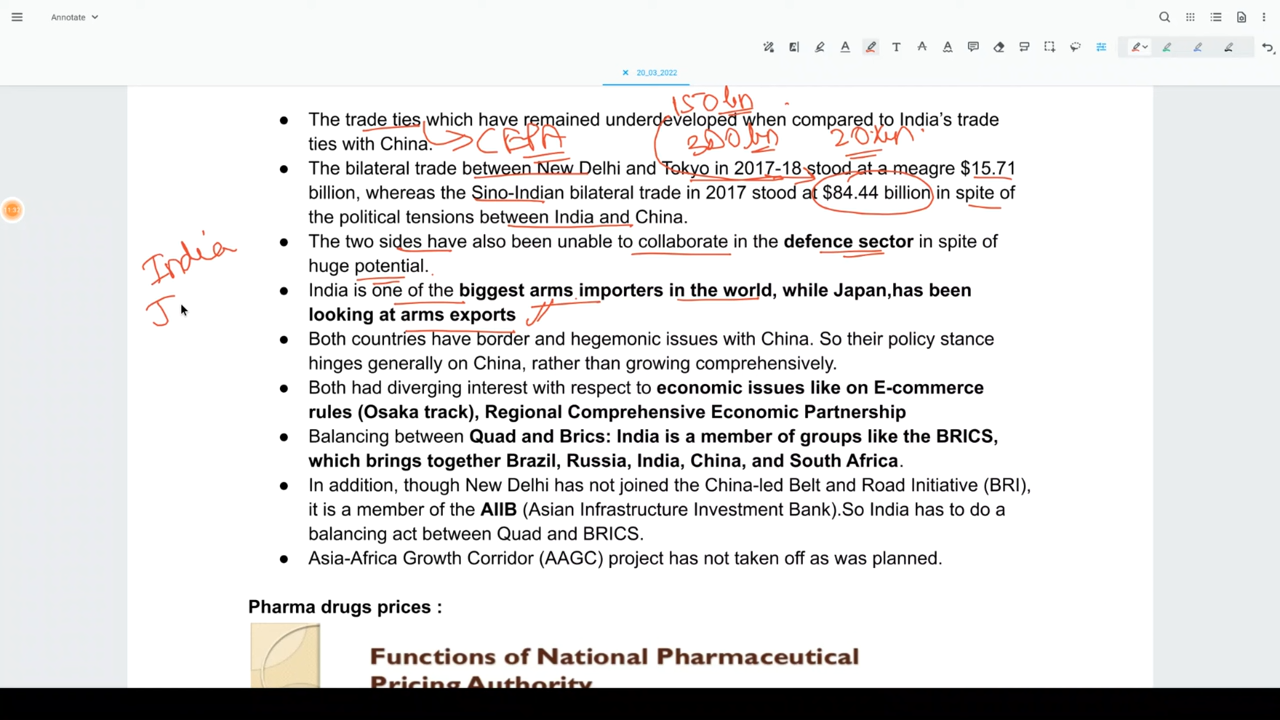 Annotate
20_03_2022
150 bn
● The trade ties which have remained underdeveloped when compared to India's trade
ties with China.
CEPA
300 bn
20 bn
● The bilateral trade between New Delhi and Tokyo in 2017-18 stood at a meagre $15.71
billion, whereas the Sino-Indian bilateral trade in 2017 stood at $84.44 billion in spite of
the political tensions between India and China.
● The two sides have also been unable to collaborate in the defence sector in spite of
huge potential.
India
J
● India is one of the biggest arms importers in the world, while Japan,has been
looking at arms exports
● Both countries have border and hegemonic issues with China. So their policy stance
hinges generally on China, rather than growing comprehensively.
● Both had diverging interest with respect to economic issues like on E-commerce
rules (Osaka track), Regional Comprehensive Economic Partnership
● Balancing between Quad and Brics: India is a member of groups like the BRICS,
which brings together Brazil, Russia, India, China, and South Africa.
● In addition, though New Delhi has not joined the China-led Belt and Road Initiative (BRI),
it is a member of the AIIB (Asian Infrastructure Investment Bank).So India has to do a
balancing act between Quad and BRICS.
● Asia-Africa Growth Corridor (AAGC) project has not taken off as was planned.
Pharma drugs prices :
Functions of National Pharmaceutical
Pricing Authority